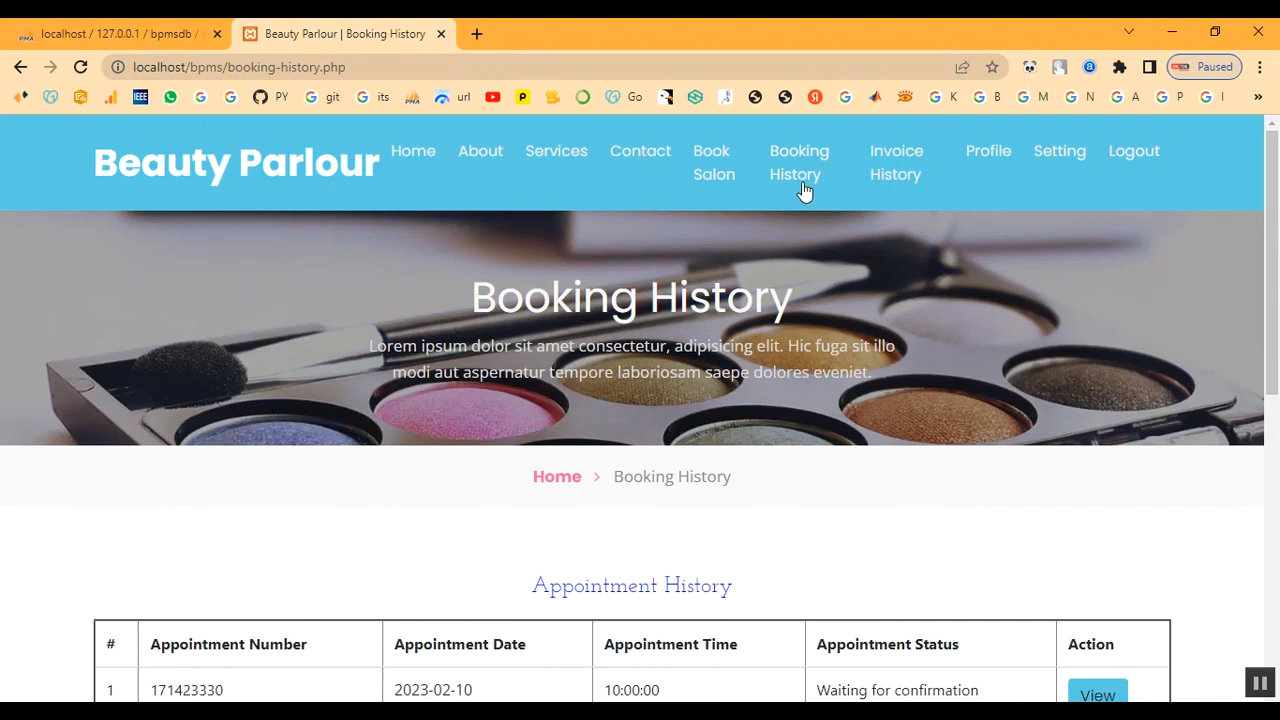 localhost / 127.0.0.1 / bpmsdb /
Beauty Parlour | Booking History
localhost/bpms/booking-history.php
Paused
PY
git
its
url
Go
K
B
M
N
A
P
I
Beauty Parlour
Home
About
Services
Contact
Book
Salon
Booking
History
Invoice
History
Profile
Setting
Logout
Booking History
Lorem ipsum dolor sit amet consectetur, adipisicing elit. Hic fuga sit illo
modi aut aspernatur tempore laboriosam saepe dolores eveniet.
Home > Booking History
Appointment History
# Appointment Number Appointment Date Appointment Time Appointment Status Action
1 171423330 2023-02-10 10:00:00 Waiting for confirmation View